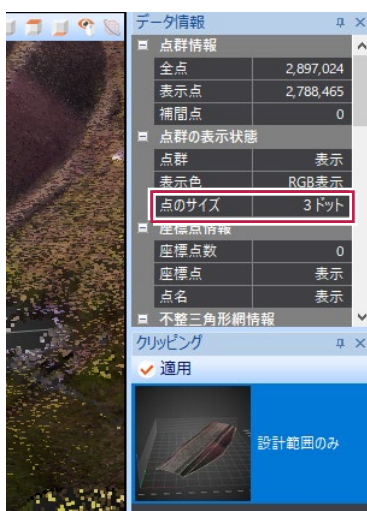 データ情報
点群情報
全点 2,897,024
表示点 2,788,465
補間点 0
点群の表示状態
点群 表示
表示色 RGB表示
点のサイズ 3ドット
座標点情報
座標点数 0
座標点 表示
点名 表示
不整三角形網情報
クリッピング
適用
設計範囲のみ